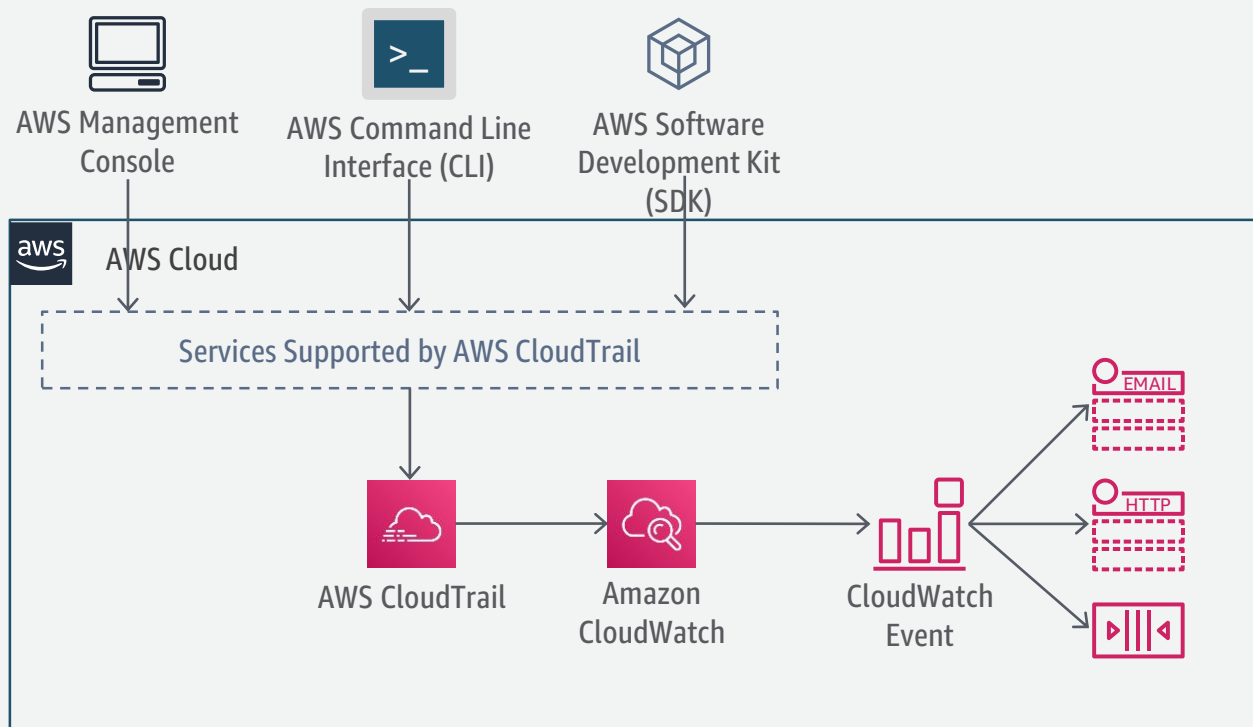 >_
AWS Management
Console
AWS Command Line
Interface (CLI)
AWS Software
Development Kit
(SDK)
aws
AWS Cloud
Services Supported by AWS CloudTrail
EMAIL
HTTP
AWS CloudTrail
Amazon
CloudWatch
CloudWatch
Event